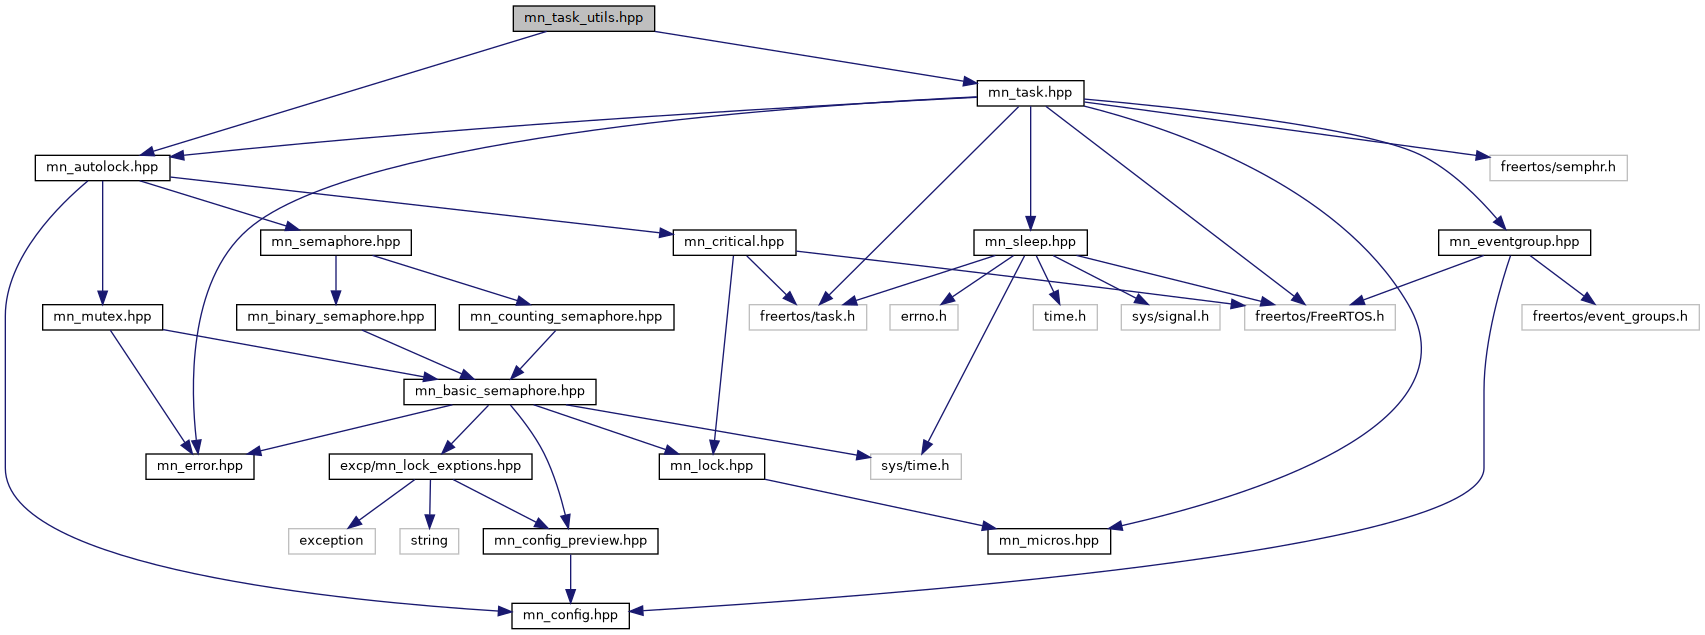 mn_task_utils.hpp
mn_task.hpp
mn_autolock.hpp
freertos/semphr.h
mn_semaphore.hpp
mn_critical.hpp
mn_sleep.hpp
mn_eventgroup.hpp
mn_mutex.hpp
mn_binary_semaphore.hpp
mn_counting_semaphore.hpp
freertos/task.h
errno.h
time.h
sys/signal.h
freertos/FreeRTOS.h
freertos/event_groups.h
mn_basic_semaphore.hpp
mn_error.hpp
excp/mn_lock_exptions.hpp
mn_lock.hpp
sys/time.h
exception
string
mn_config_preview.hpp
mn_micros.hpp
mn_config.hpp